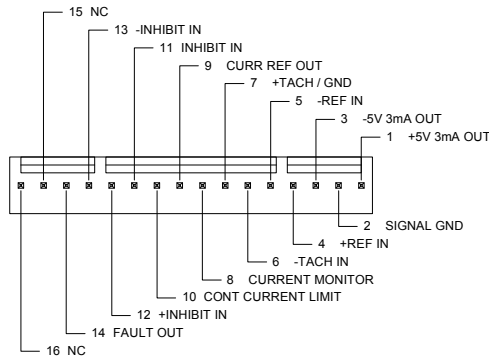 15 NC
13 -INHIBIT IN
11 INHIBIT IN
9 CURR REF OUT
7 +TACH / GND
5 -REF IN
3 -5V 3mA OUT
1 +5V 3mA OUT
2 SIGNAL GND
4 +REF IN
6 -TACH IN
8 CURRENT MONITOR
10 CONT CURRENT LIMIT
12 +INHIBIT IN
14 FAULT OUT
16 NC